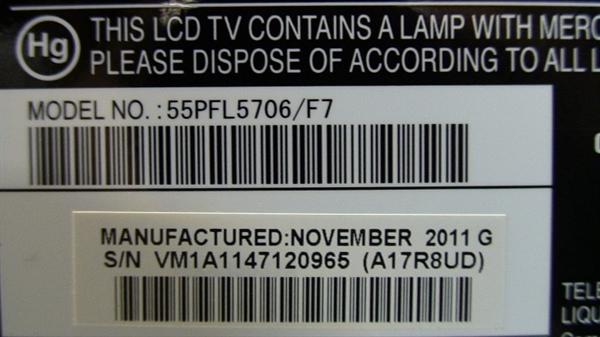 Hg
THIS LCD TV CONTAINS A LAMP WITH
PLEASE DISPOSE OF ACCORDING TO ALL
MODEL NO. : 55PFL5706/F7
MANUFACTURED:NOVEMBER 2011 G
S/N VM1A1147120965 (A17R8UD)